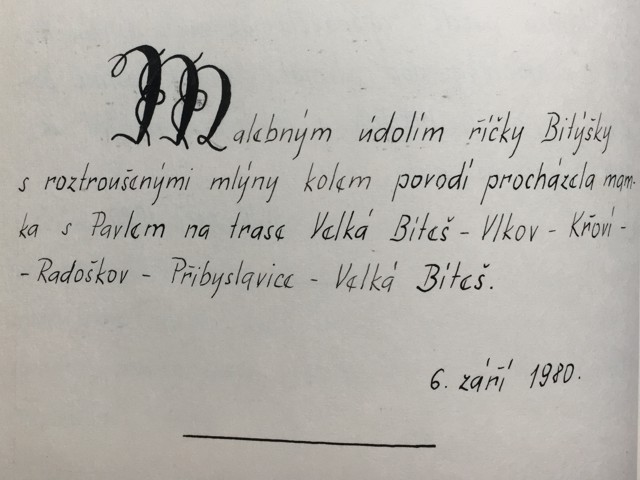 Malebným údolím říčky Bitýšky
s roztroušenými mlýny kolem povodí procházela mam-
ka s Pavlem na trase Velká Bíteš - Vlkov - Křoví -
- Radoškov - Přibyslavice - Velká Bíteš.
6. září 1980.